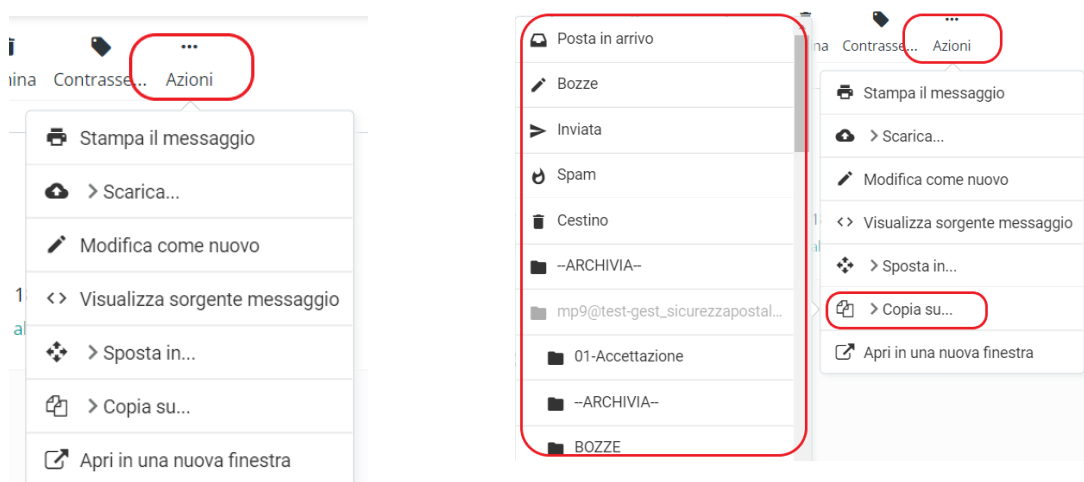 ina Contrasse... Azioni
Stampa il messaggio
> Scarica...
Modifica come nuovo
<> Visualizza sorgente messaggio
> Sposta in...
> Copia su...
Apri in una nuova finestra
18
al
Posta in arrivo
Bozze
Inviata
Spam
Cestino
--ARCHIVIA--
mp9@test-gest_sicurezzapostal...
01-Accettazione
--ARCHIVIA--
BOZZE
na Contrasse... Azioni
Stampa il messaggio
> Scarica...
Modifica come nuovo
<> Visualizza sorgente messaggio
> Sposta in...
> Copia su...
Apri in una nuova finestra